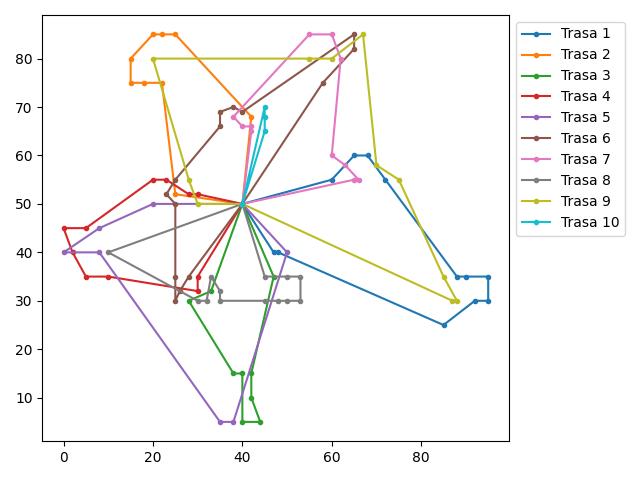 80
70
60
50
40
30
20
10
0
20
40
60
80
Trasa 1
Trasa 2
Trasa 3
Trasa 4
Trasa 5
Trasa 6
Trasa 7
Trasa 8
Trasa 9
Trasa 10